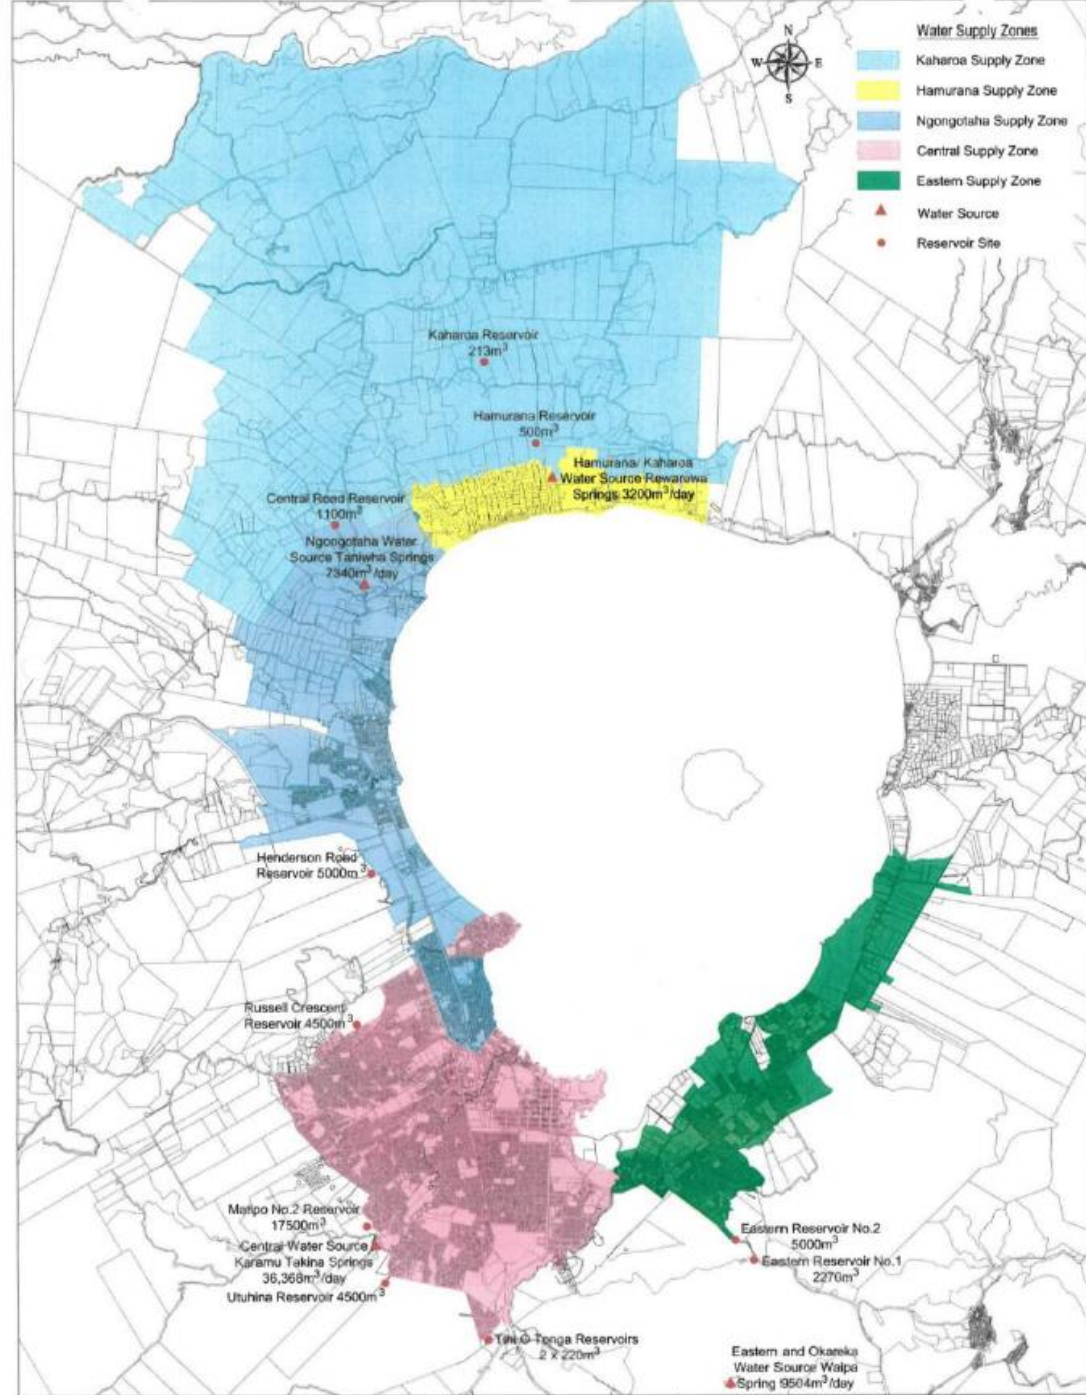 N
W E
S
Water Supply Zones
Kaharoa Supply Zone
Hamurana Supply Zone
Ngongotaha Supply Zone
Central Supply Zone
Eastern Supply Zone
Water Source
Reservoir Site
Kaharoa Reservoir
213m³
Hamurana Reservoir
500m³
Hamurana/ Kaharoa
Water Source Rewarewa
Springs 3200m³/day
Central Road Reservoir
1100m³
Ngongotaha Water
Source Taniwha Springs
7340m³/day
Henderson Road
Reservoir 5000m³
Russell Crescent
Reservoir 4500m³
Matipo No.2 Reservoir
17500m³
Central Water Source
Karamu Takina Springs
36,368m³/day
Utuhina Reservoir 4500m³
Tihi O Tonga Reservoirs
2 x 220m³
Eastern Reservoir No.2
5000m³
Eastern Reservoir No.1
2270m³
Eastern and Okareka
Water Source Waipa
Spring 9504m³/day